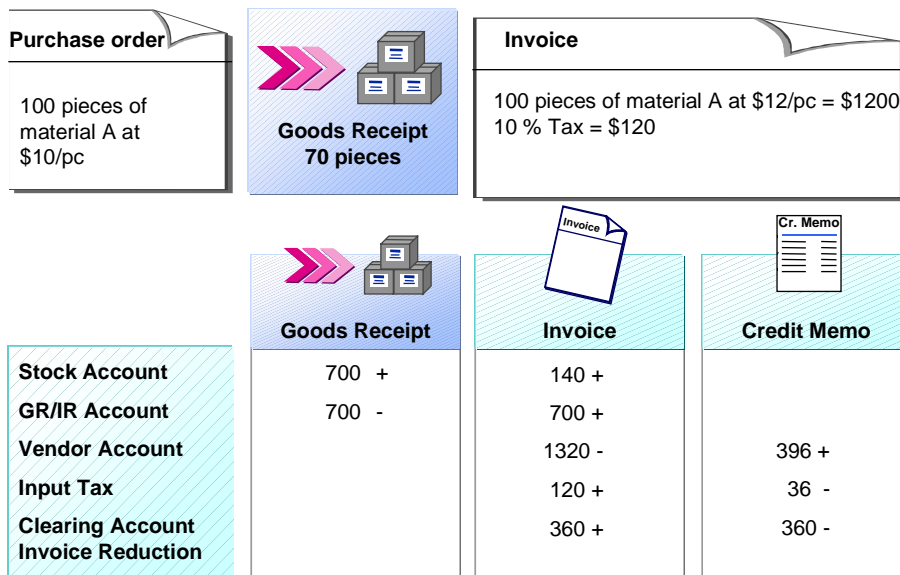 Purchase order
100 pieces of
material A at
$10/pc
Goods Receipt
70 pieces
Invoice
100 pieces of material A at $12/pc = $1200
10 % Tax = $120
Invoice
Cr. Memo
Goods Receipt
Invoice
Credit Memo
Stock Account 700 + 140 +
GR/IR Account 700 - 700 +
Vendor Account 1320 - 396 +
Input Tax 120 + 36 -
Clearing Account 360 + 360 -
Invoice Reduction